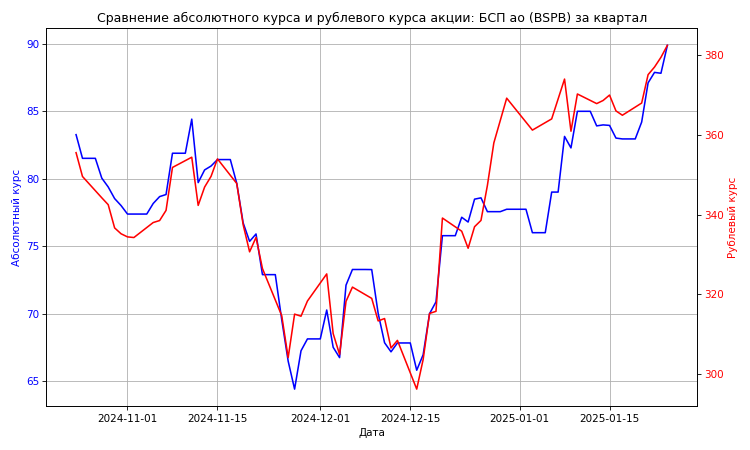 Сравнение абсолютного курса и рублевого курса акции: БСП ао (BSPB) за квартал
Абсолютный курс
90
85
80
75
70
65
380
360
340
320
300
Рублевый курс
2024-11-01 2024-11-15 2024-12-01 2024-12-15 2025-01-01 2025-01-15
Дата